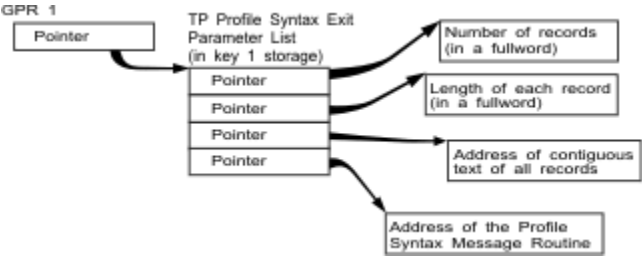 GPR 1
Pointer
TP Profile Syntax Exit
Parameter List
(in key 1 storage)
Pointer
Pointer
Pointer
Pointer
Number of records
(in a fullword)
Length of each record
(in a fullword)
Address of contiguous
text of all records
Address of the Profile
Syntax Message Routine